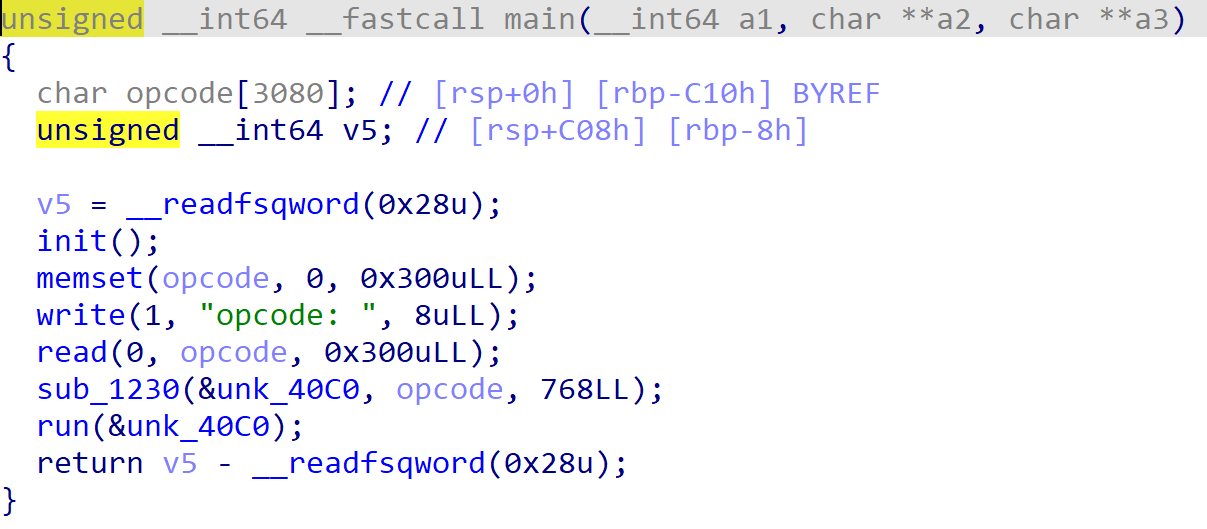 unsigned __int64 __fastcall main(__int64 a1, char **a2, char **a3)
{
  char opcode[3080]; // [rsp+0h] [rbp-C10h] BYREF
  unsigned __int64 v5; // [rsp+C08h] [rbp-8h]

  v5 = __readfsqword(0x28u);
  init();
  memset(opcode, 0, 0x300uLL);
  write(1, "opcode: ", 8uLL);
  read(0, opcode, 0x300uLL);
  sub_1230(&unk_40C0, opcode, 768LL);
  run(&unk_40C0);
  return v5 - __readfsqword(0x28u);
}